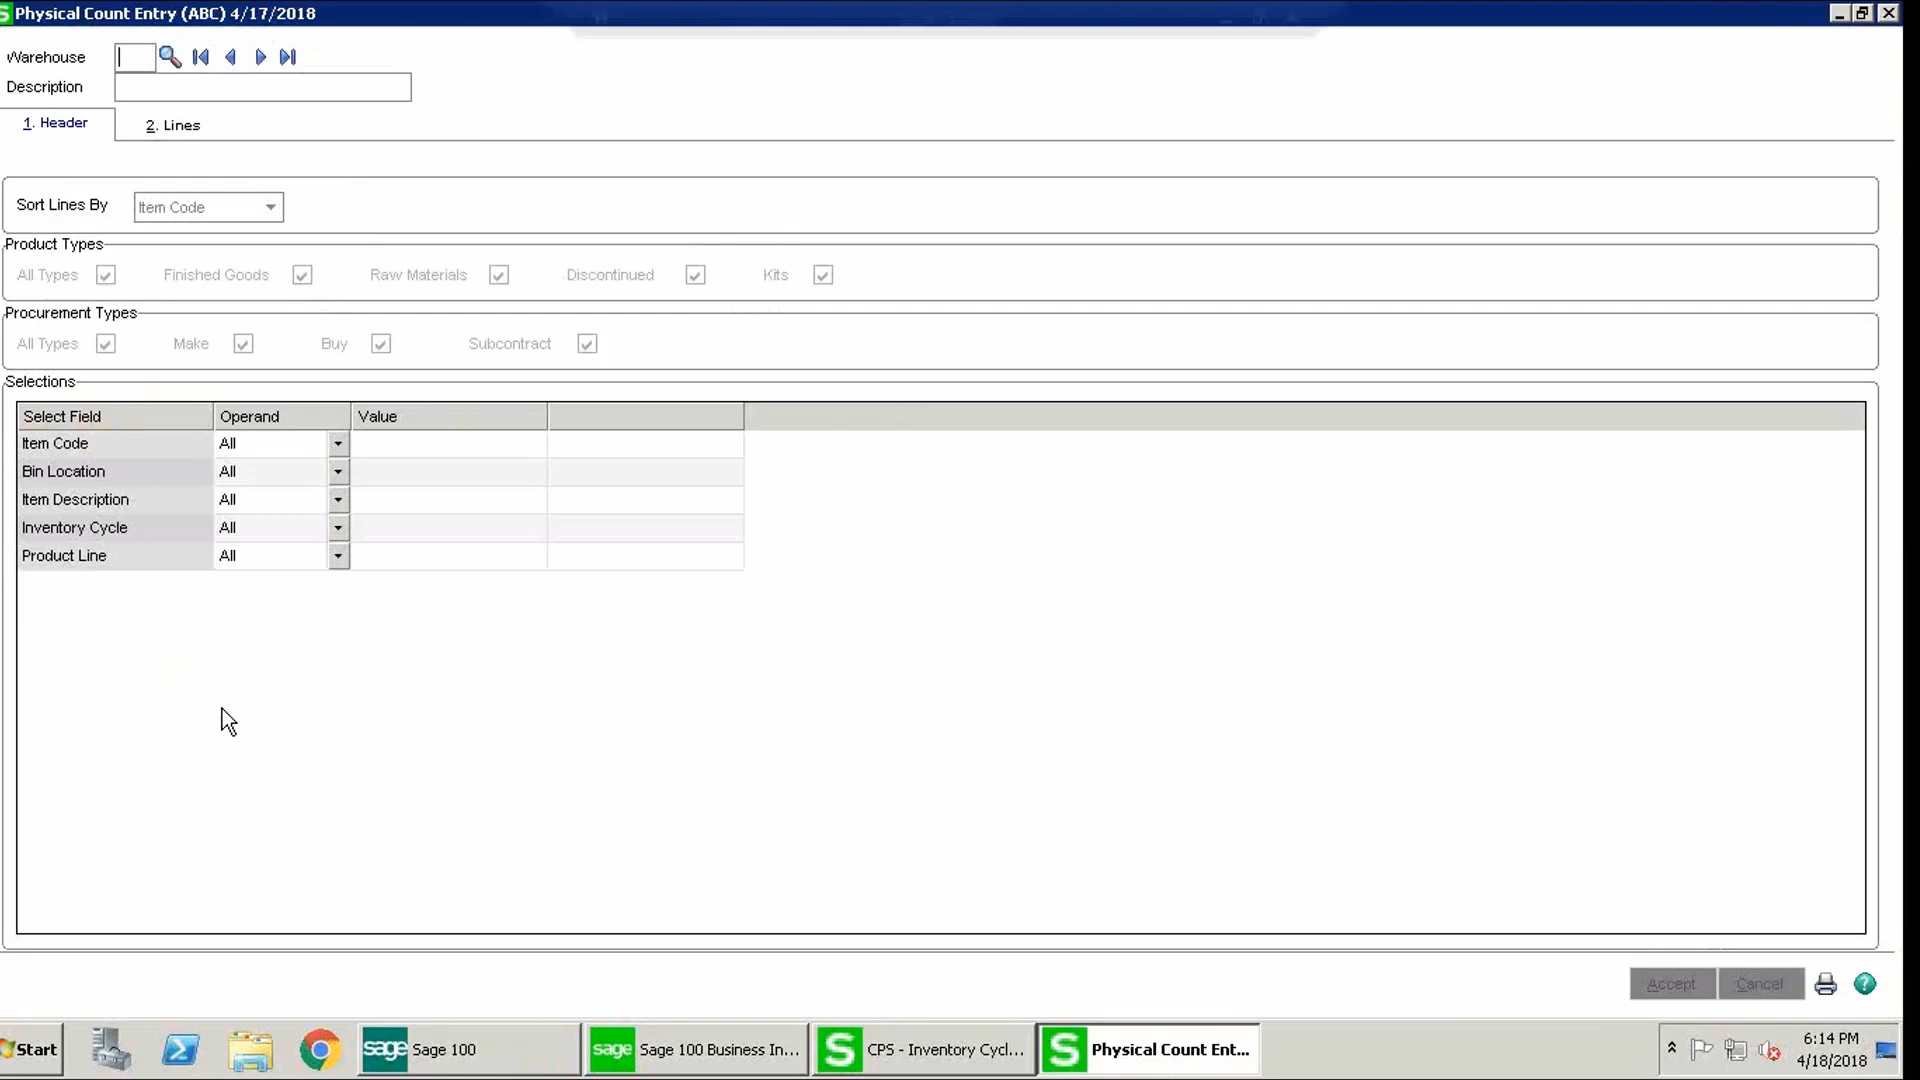 Physical Count Entry (ABC) 4/17/2018
Warehouse
Description
1. Header
2. Lines
Sort Lines By
Item Code
Product Types
All Types
Finished Goods
Raw Materials
Discontinued
Kits
Procurement Types
All Types
Make
Buy
Subcontract
Selections
Select Field Operand Value
Item Code All
Bin Location All
Item Description All
Inventory Cycle All
Product Line All
Accept
Cancel
Start
sage Sage 100
sage Sage 100 Business In...
S CPS - Inventory Cycl...
S Physical Count Ent...
6:14 PM
4/18/2018